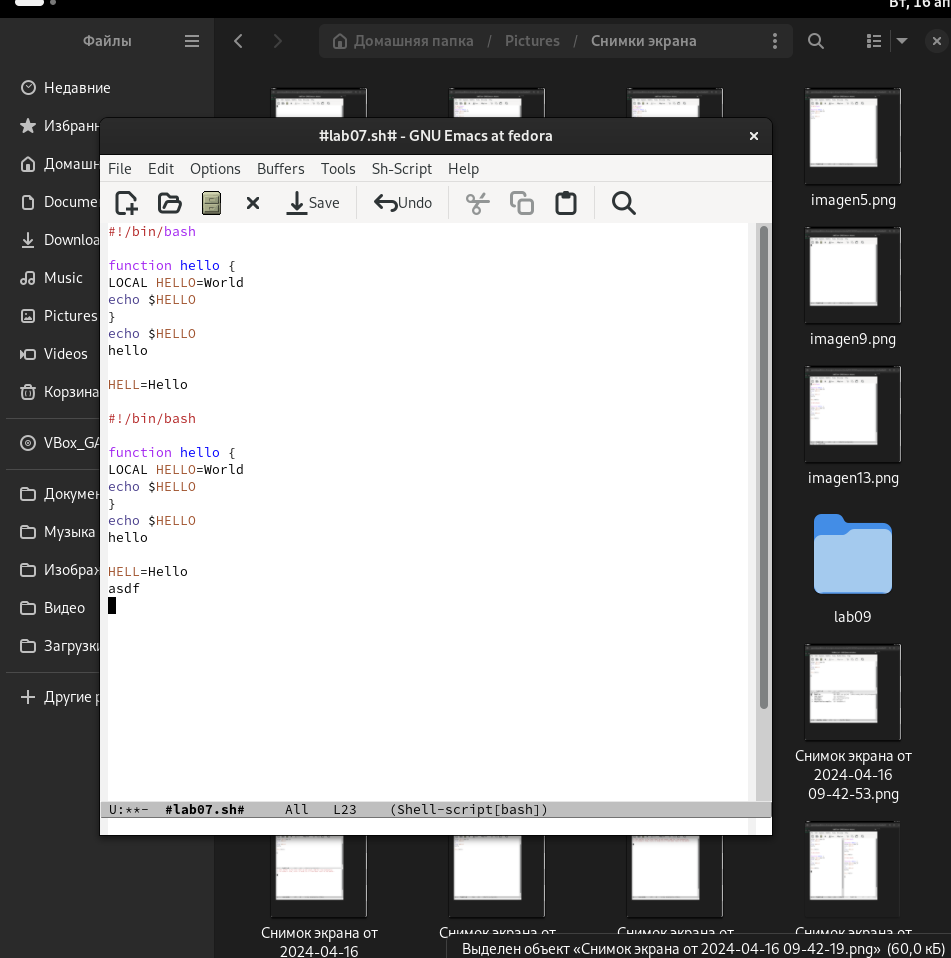 Вт, 16 ап
Файлы
Домашняя папка / Pictures / Снимки экрана
Недавние
Избранн
Домашн
Docume
Downloa
Music
Pictures
Videos
Корзина
VBox_GA
Докумен
Музыка
Изображ
Видео
Загрузки
Другие р
#lab07.sh# - GNU Emacs at fedora
File Edit Options Buffers Tools Sh-Script Help
Save Undo
#!/bin/bash
function hello {
LOCAL HELLO=World
echo $HELLO
}
echo $HELLO
hello
HELL=Hello
#!/bin/bash
function hello {
LOCAL HELLO=World
echo $HELLO
}
echo $HELLO
hello
HELL=Hello
asdf
U:**- #lab07.sh# All L23 (Shell-script[bash])
imagen5.png
imagen9.png
imagen13.png
lab09
Снимок экрана от
2024-04-16
09-42-53.png
Снимок экрана от
2024-04-16
Снимок экрана от
Снимок экрана от
Снимок экрана от
Выделен объект «Снимок экрана от 2024-04-16 09-42-19.png» (60,0 кБ)